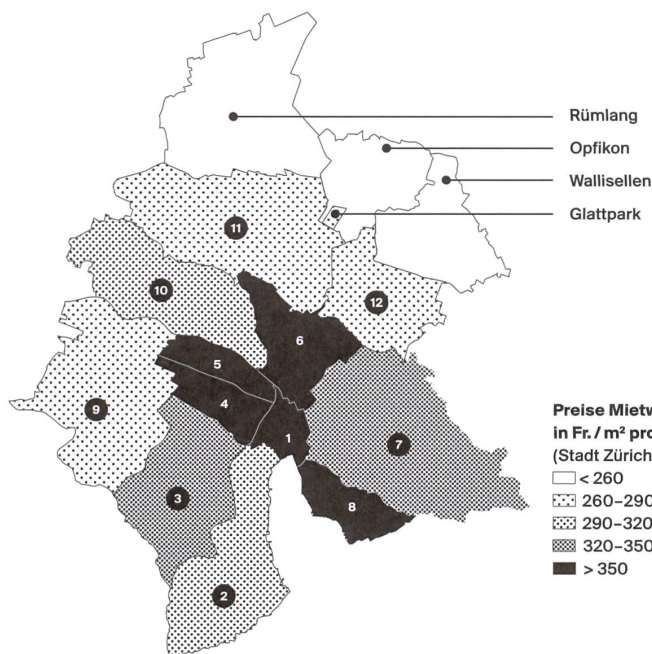 Rümlang
Opfikon
Wallisellen
Glattpark
11
10
12
6
5
9
4
1
7
3
8
2
Preise Mietw
in Fr./m² pro
(Stadt Zürich
< 260
260–290
290–320
320–350
> 350